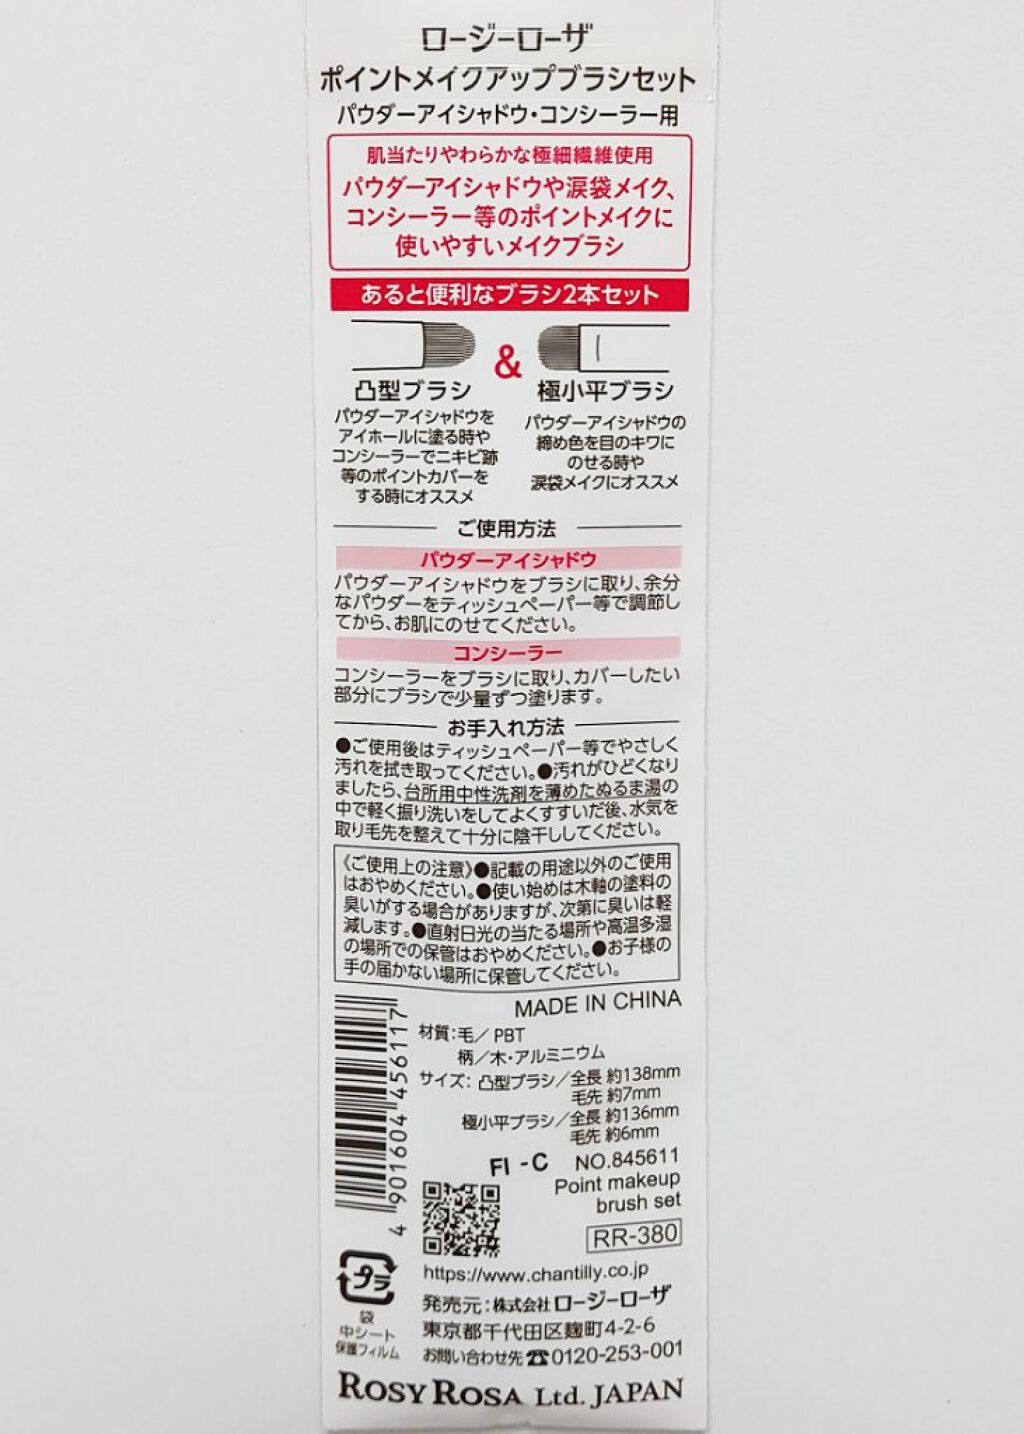 ロージーローザ
ポイントメイクアップブラシセット
パウダーアイシャドウ・コンシーラー用
肌当たりやわらかな極細繊維使用
パウダーアイシャドウや涙袋メイク、
コンシーラー等のポイントメイクに
使いやすいメイクブラシ
あると便利なブラシ2本セット
&
凸型ブラシ
パウダーアイシャドウを
アイホールに塗る時や
コンシーラーでニキビ跡
等のポイントカバーを
する時にオススメ
極小平ブラシ
パウダーアイシャドウの
締め色を目のキワに
のせる時や
涙袋メイクにオススメ
ご使用方法
パウダーアイシャドウ
パウダーアイシャドウをブラシに取り、余分
なパウダーをティッシュペーパー等で調節し
てから、お肌にのせてください。
コンシーラー
コンシーラーをブラシに取り、カバーしたい
部分にブラシで少量ずつ塗ります。
お手入れ方法
●ご使用後はティッシュペーパー等でやさしく
汚れを拭き取ってください。●汚れがひどくなり
ましたら、台所用中性洗剤を薄めたぬるま湯の
中で軽く振り洗いをしてよくすすいだ後、水気を
取り毛先を整えて十分に陰干ししてください。
《ご使用上の注意》●記載の用途以外のご使用
はおやめください。●使い始めは木軸の塗料の
臭いがする場合がありますが、次第に臭いは軽
減します。●直射日光の当たる場所や高温多湿
の場所での保管はおやめください。●お子様の
手の届かない場所に保管してください。
MADE IN CHINA
材質:毛/PBT
柄/木・アルミニウム
サイズ:凸型ブラシ/全長 約138mm
毛先 約7mm
極小平ブラシ/全長 約136mm
毛先 約6mm
FI -C
NO.845611
Point makeup
brush set
RR-380
4 901604 456117
https://www.chantilly.co.jp
プラ
袋
中シート
保護フィルム
発売元:株式会社ロージーローザ
東京都千代田区麹町4-2-6
お問い合わせ先☎0120-253-001
ROSY ROSA Ltd. JAPAN